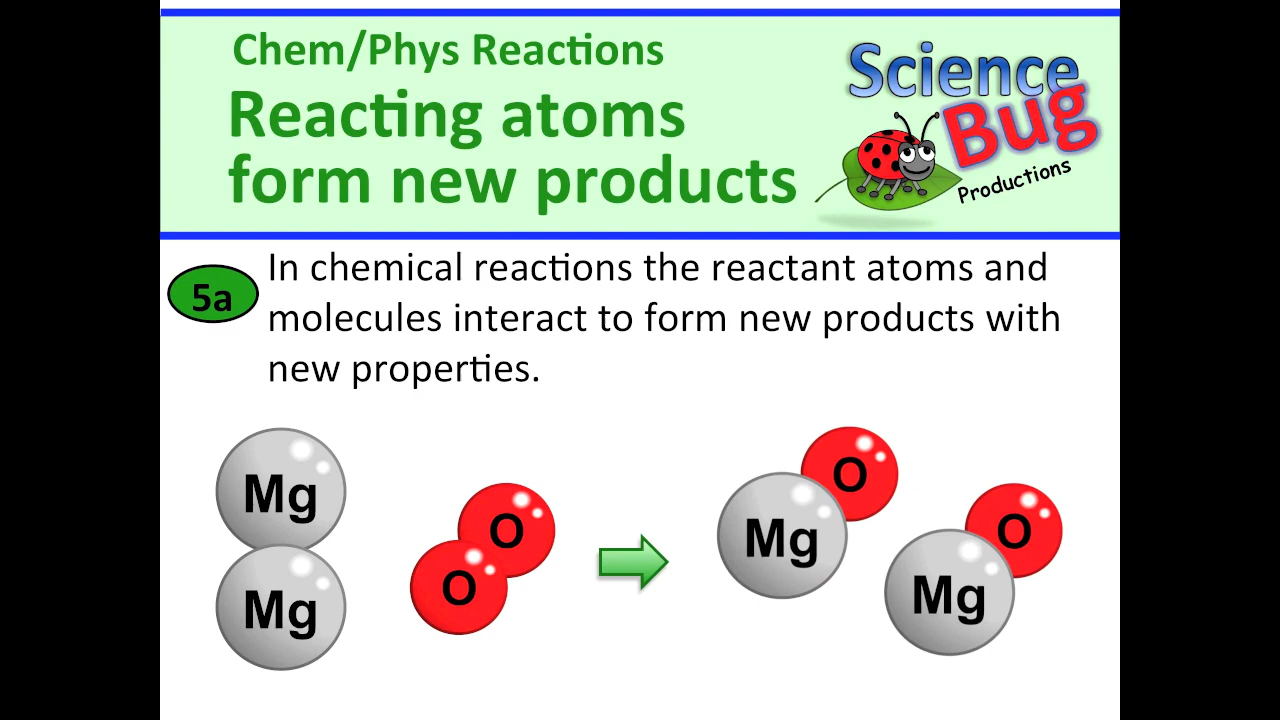 Chem/Phys Reactions
Reacting atoms
form new products
Science
Bug
Productions
5a
In chemical reactions the reactant atoms and
molecules interact to form new products with
new properties.
Mg
Mg
O
O
Mg
O
Mg
O